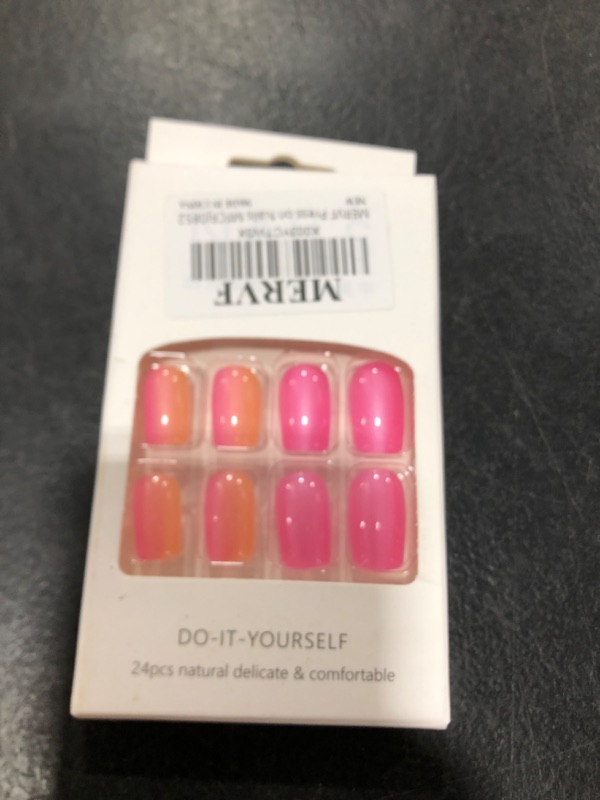 MERVF
MERVF Press on Nails
NEW
Made in China
DO-IT-YOURSELF
24pcs natural delicate & comfortable